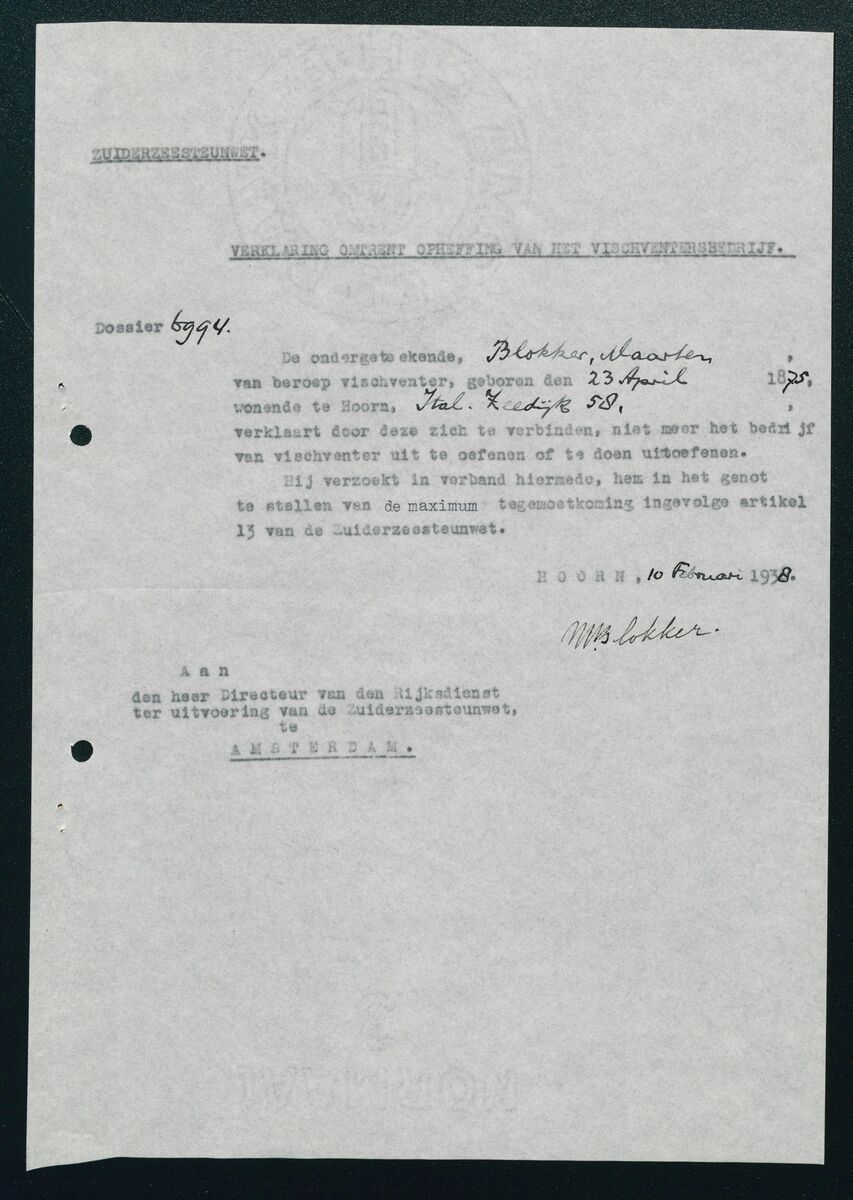 ZUIDERZEESTEUNWET.
VERKLARING OMTRENT OPHEFFING VAN HET VISCHVENTERSBEDRIJF.
Dossier 6994.
De ondergeteekende, Blokker, Maarten,
van beroep vischventer, geboren den 23 April 1875,
wonende te Hoorn, Ital. Zeedijk 58,,
verklaart door deze zich te verbinden, niet meer het bedrijf
van vischventer uit te oefenen of te doen uitoefenen.
Hij verzoekt in verband hiermede, hem in het genot
te stellen van de maximum tegemoetkoming ingevolge artikel
13 van de Zuiderzeesteunwet.
HOORN, 10 Februari 1938.
MBlokker.
Aan
den heer Directeur van den Rijksdienst
ter uitvoering van de Zuiderzeesteunwet,
te
AMSTERDAM.